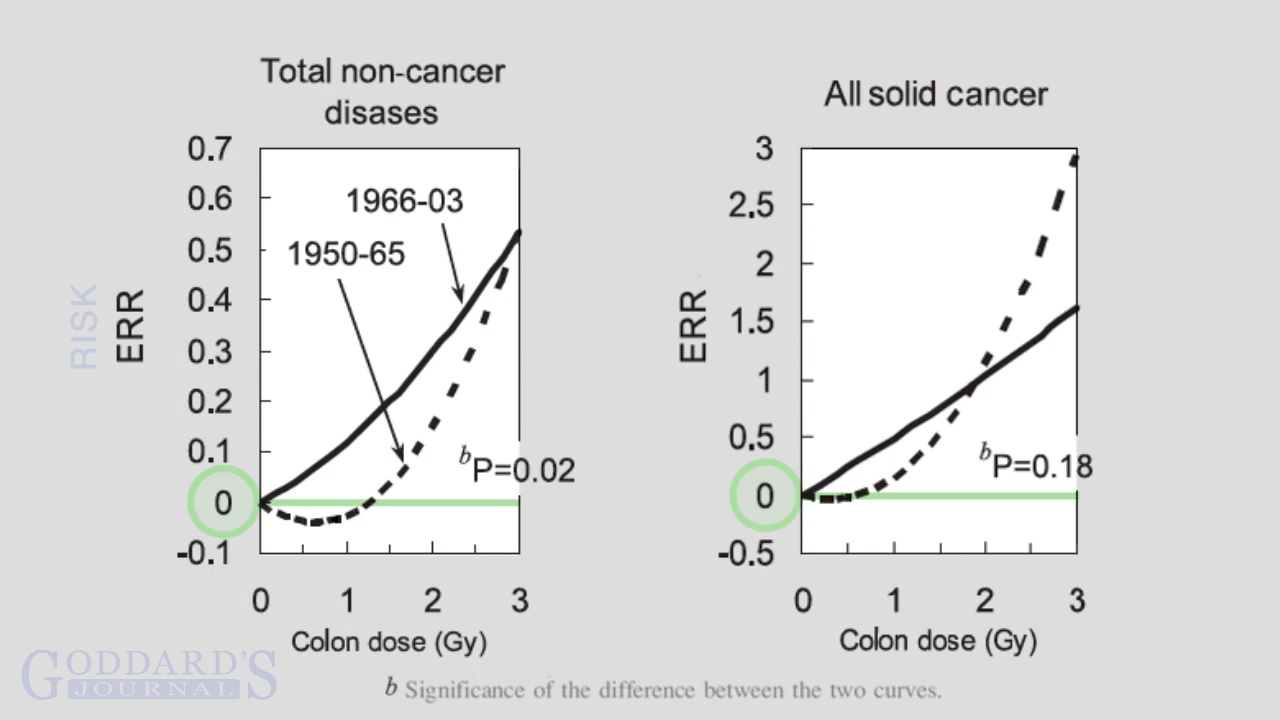 Total non-cancer
disases
All solid cancer
0.7
0.6
0.5
0.4
0.3
0.2
0.1
0
-0.1
RISK
ERR
1966-03
1950-65
bP=0.02
0 1 2 3
Colon dose (Gy)
3
2.5
2
1.5
1
0.5
0
-0.5
ERR
bP=0.18
0 1 2 3
Colon dose (Gy)
b Significance of the difference between the two curves.
GODDARD'S
JOURNAL